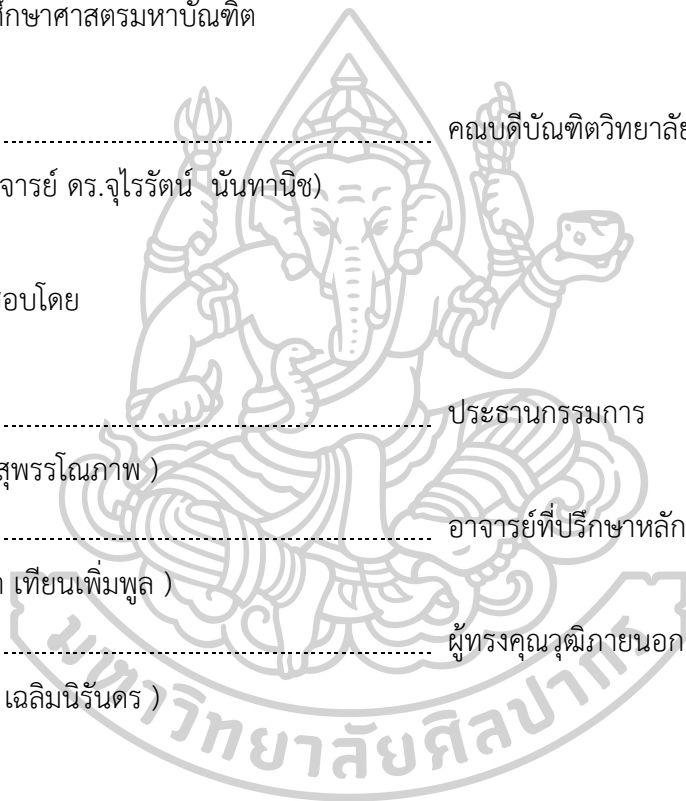 ศึกษาศาสตรมหาบัณฑิต
คณบดีบัณฑิตวิทยาลัย
จารย์ ดร.จุไรรัตน์ นันทานิช)
อบโดย
ประธานกรรมการ
สุพรรโณภาพ )
อาจารย์ที่ปรึกษาหลัก
เทียนเพิ่มพูล )
ผู้ทรงคุณวุฒิภายนอก
เฉลิมนิรันดร )
มหาวิทยาลัยศิลปากร